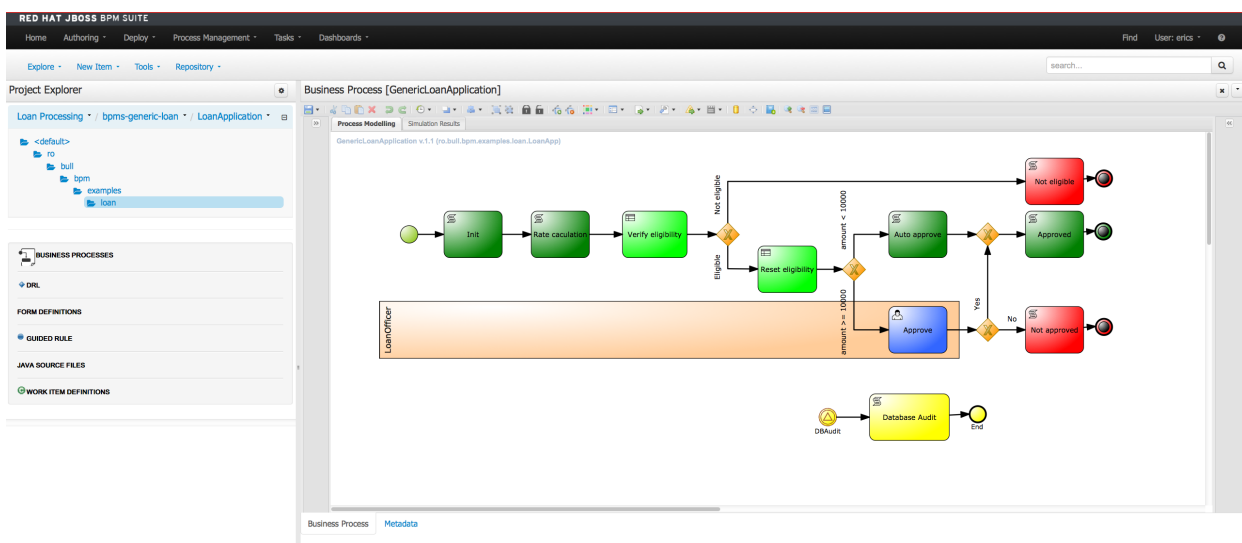 RED HAT JBOSS BPM SUITE
Home Authoring Deploy Process Management Tasks Dashboards Find User: erics
Explore New Item Tools Repository search...
Project Explorer
Business Process [GenericLoanApplication]
Loan Processing / bpms-generic-loan / LoanApplication
<default>
ro
bull
bpm
examples
loan
BUSINESS PROCESSES
DRL
FORM DEFINITIONS
GUIDED RULE
JAVA SOURCE FILES
WORK ITEM DEFINITIONS
Process Modelling Simulation Results
GenericLoanApplication v.1.1 (ro.bull.bpm.examples.loan.LoanApp)
Not eligible
Not eligible
Init
Rate caculation
Verify eligibility
Eligible
Reset eligibility
amount < 10000
Auto approve
Approved
LoanOfficer
amount >= 10000
Approve
Yes
No
Not approved
DBAudit
Database Audit
End
Business Process Metadata